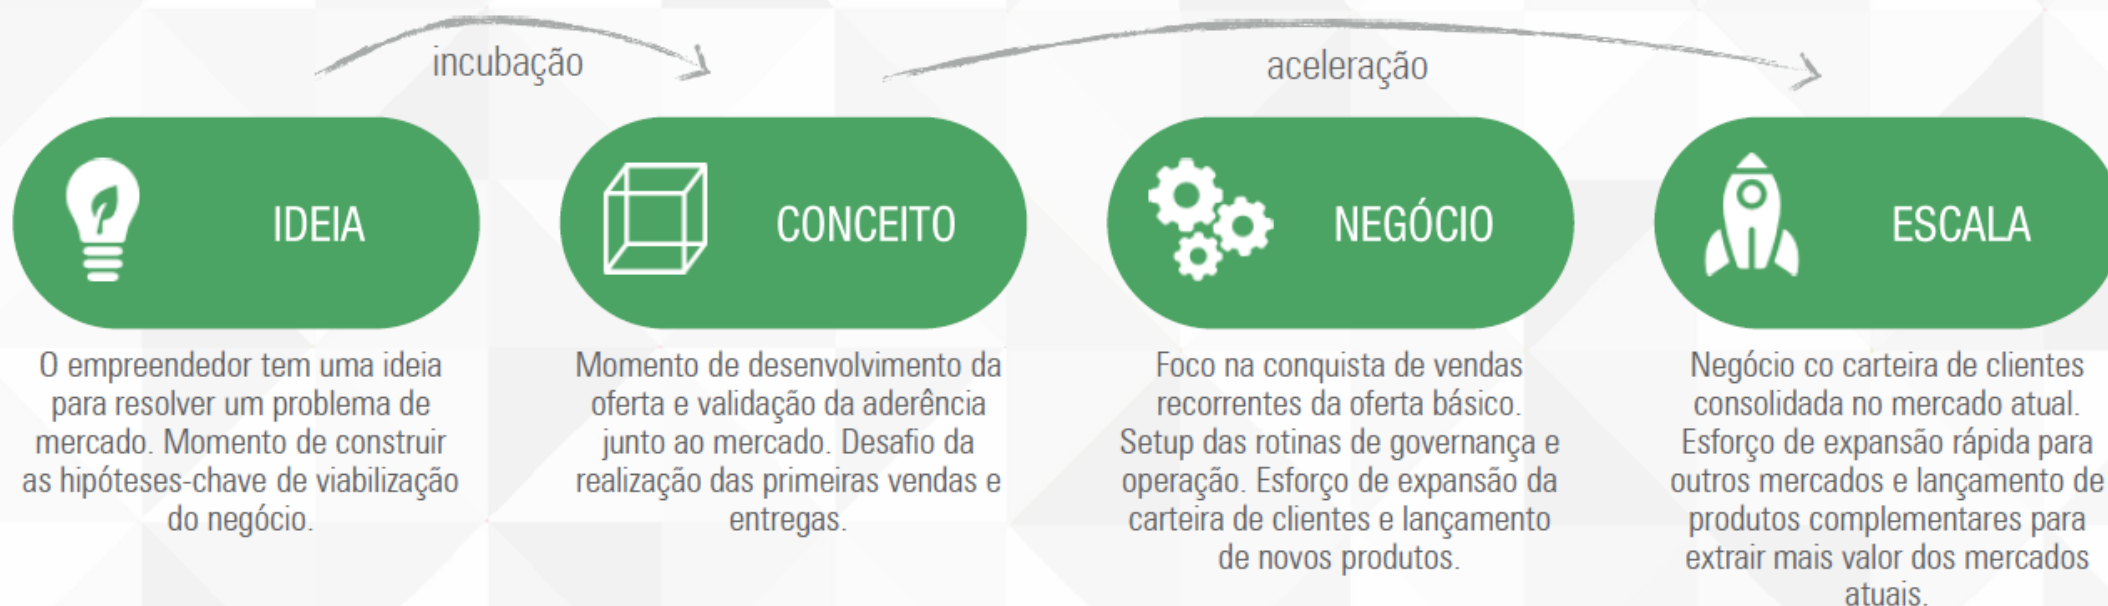 incubação
aceleração
IDEIA
CONCEITO
NEGÓCIO
ESCALA
O empreendedor tem uma ideia
para resolver um problema de
mercado. Momento de construir
as hipóteses-chave de viabilização
do negócio.
Momento de desenvolvimento da
oferta e validação da aderência
junto ao mercado. Desafio da
realização das primeiras vendas e
entregas.
Foco na conquista de vendas
recorrentes da oferta básico.
Setup das rotinas de governança e
operação. Esforço de expansão da
carteira de clientes e lançamento
de novos produtos.
Negócio co carteira de clientes
consolidada no mercado atual.
Esforço de expansão rápida para
outros mercados e lançamento de
produtos complementares para
extrair mais valor dos mercados
atuais.